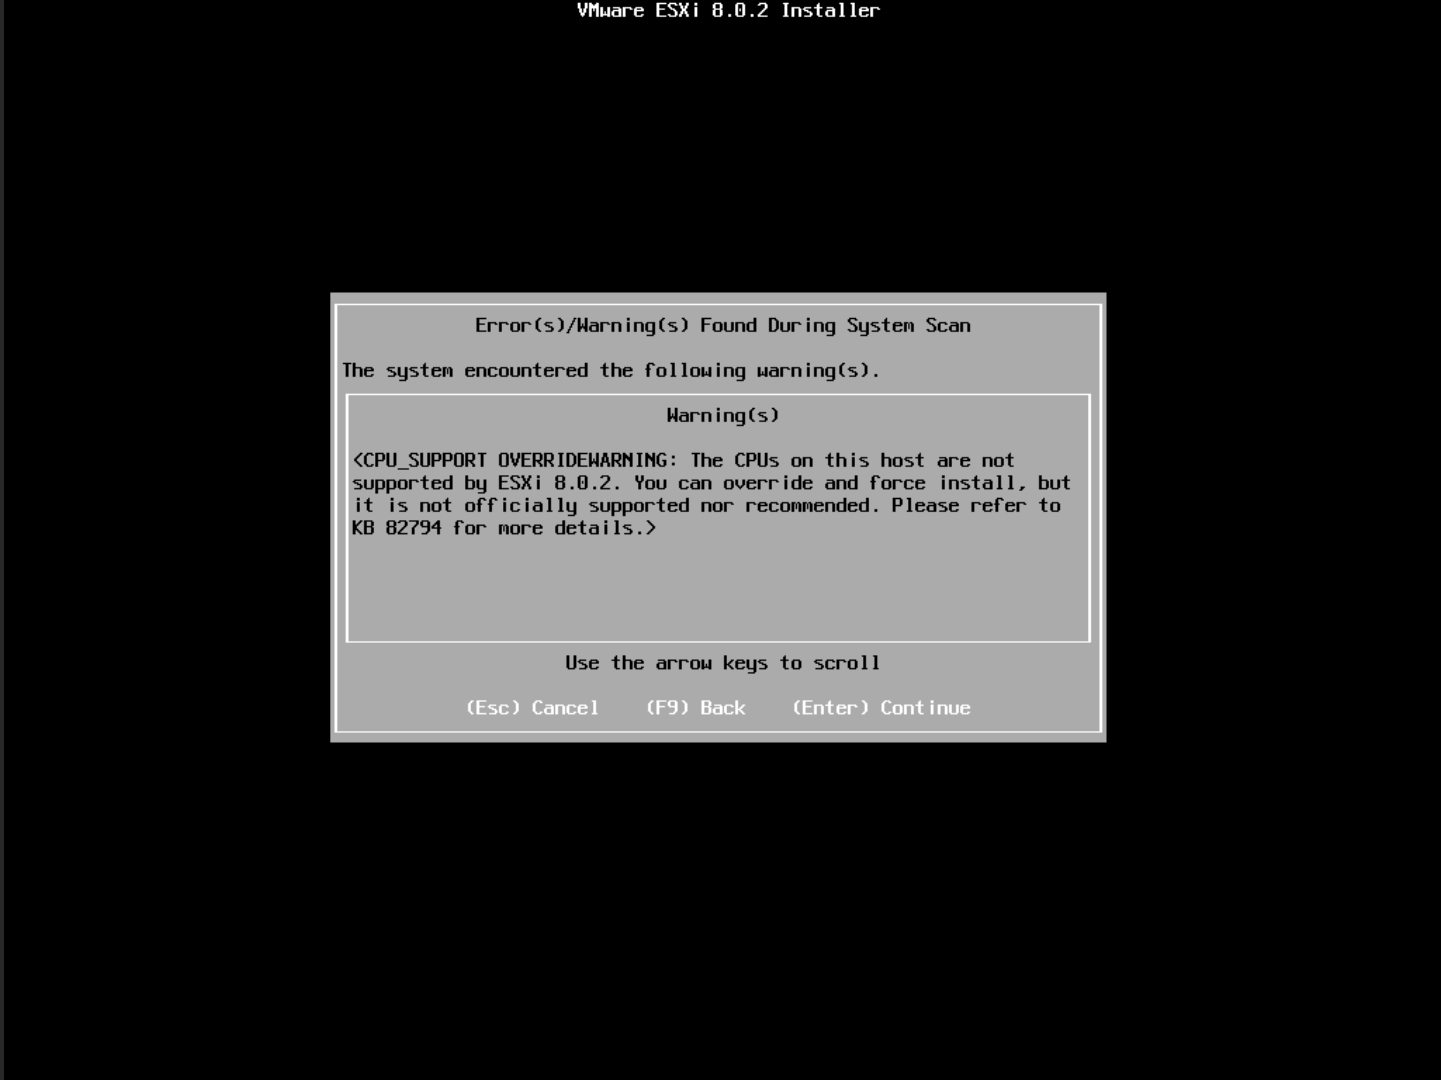 VMware ESXi 8.0.2 Installer
Error(s)/Warning(s) Found During System Scan
The system encountered the following warning(s).
Warning(s)
<CPU_SUPPORT OVERRIDEWARNING: The CPUs on this host are not
supported by ESXi 8.0.2. You can override and force install, but
it is not officially supported nor recommended. Please refer to
KB 82794 for more details.>
Use the arrow keys to scroll
(Esc) Cancel    (F9) Back    (Enter) Continue